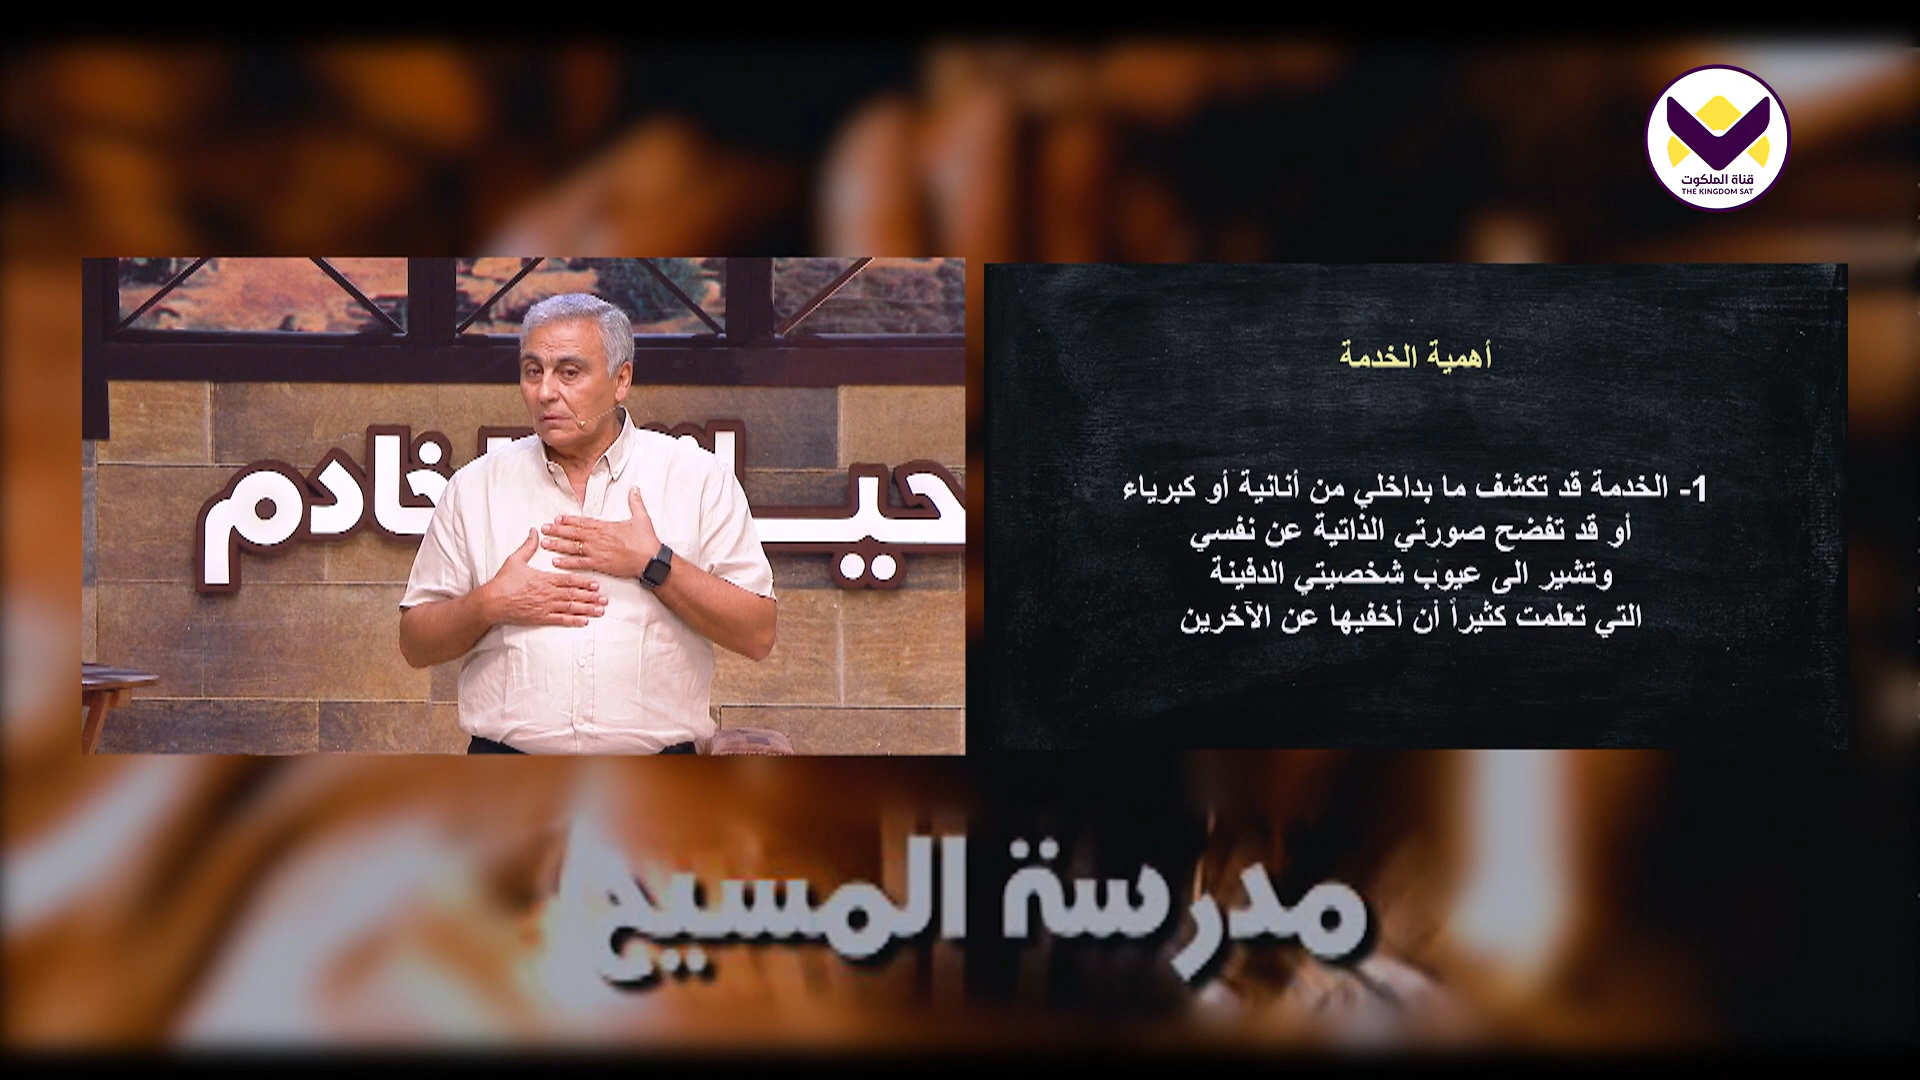 قناة الملكوت
THE KINGDOM SAT
أهمية الخدمة
1- الخدمة قد تكشف ما بداخلي من أنانية أو كبرياء
أو قد تفضح صورتي الذاتية عن نفسي
وتشير الى عيوب شخصيتي الدفينة
التي تعلمت كثيراً أن أخفيها عن الآخرين
خادم
مدرسة المسيح